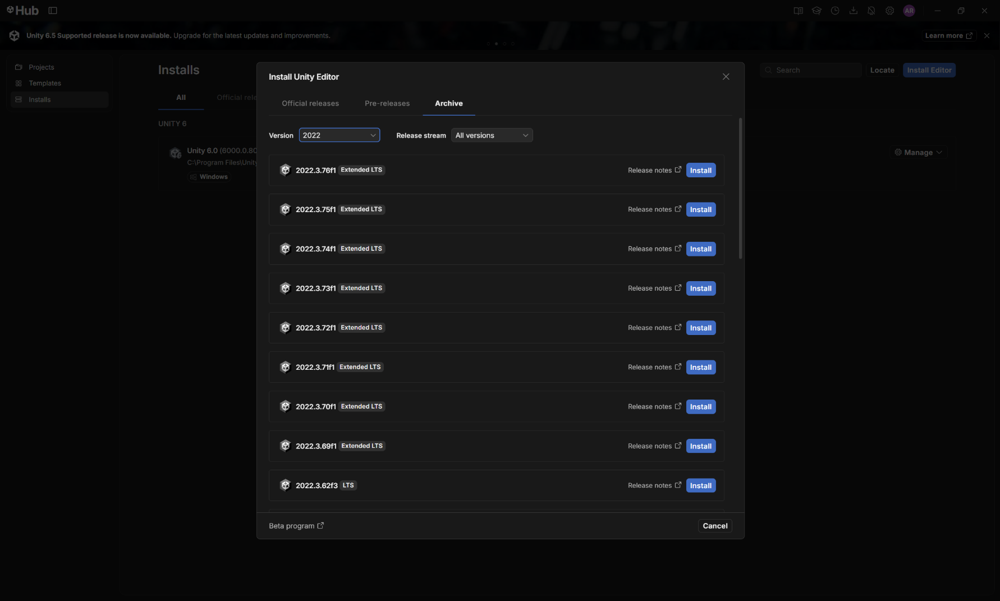 Hub
AR
Unity 6.5 Supported release is now available. Upgrade for the latest updates and improvements.
Learn more
Projects
Templates
Installs
Installs
Search
Locate
Install Editor
All
Official rele
UNITY 6
Unity 6.0 (6000.0.80
C:\Program Files\Unity
Windows
Manage
Install Unity Editor
Official releases
Pre-releases
Archive
Version
2022
Release stream
All versions
2022.3.76f1 Extended LTS Release notes Install
2022.3.75f1 Extended LTS Release notes Install
2022.3.74f1 Extended LTS Release notes Install
2022.3.73f1 Extended LTS Release notes Install
2022.3.72f1 Extended LTS Release notes Install
2022.3.71f1 Extended LTS Release notes Install
2022.3.70f1 Extended LTS Release notes Install
2022.3.69f1 Extended LTS Release notes Install
2022.3.62f3 LTS Release notes Install
Beta program
Cancel